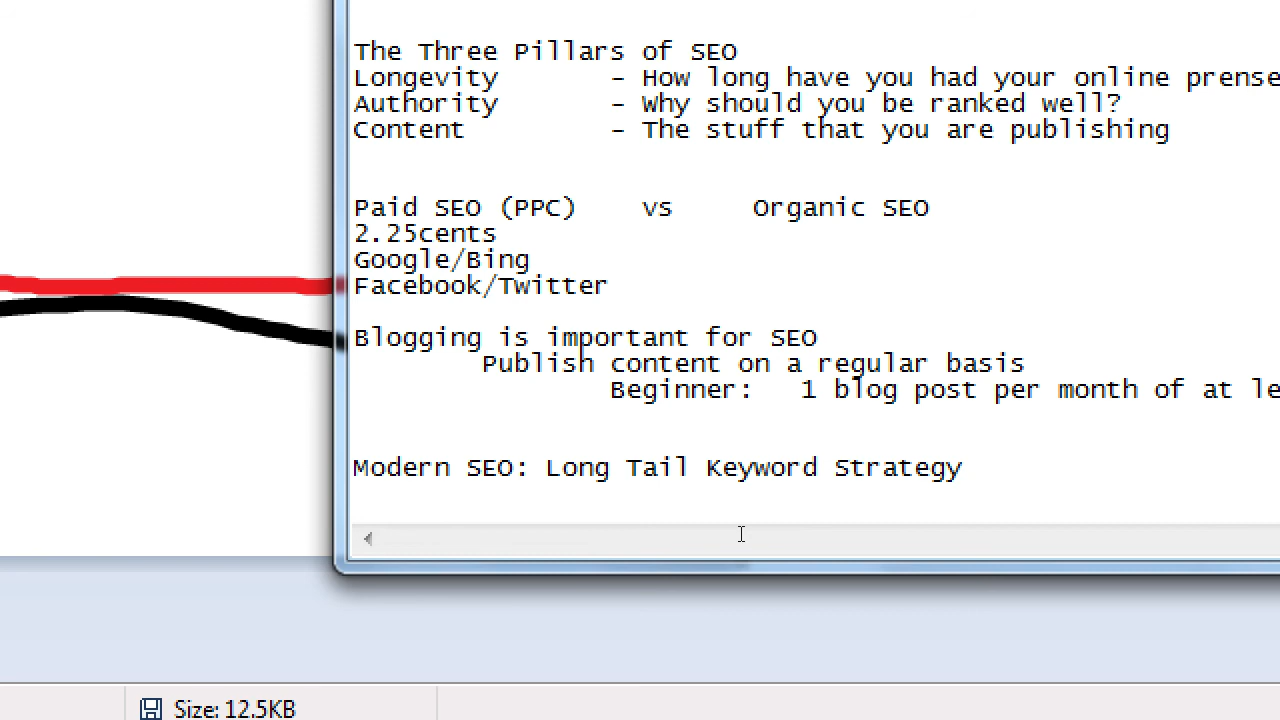 The Three Pillars of SEO
Longevity - How long have you had your online prense
Authority - Why should you be ranked well?
Content - The stuff that you are publishing
Paid SEO (PPC) vs Organic SEO
2.25cents
Google/Bing
Facebook/Twitter
Blogging is important for SEO
Publish content on a regular basis
Beginner: 1 blog post per month of at le
Modern SEO: Long Tail Keyword Strategy
Size: 12.5KB